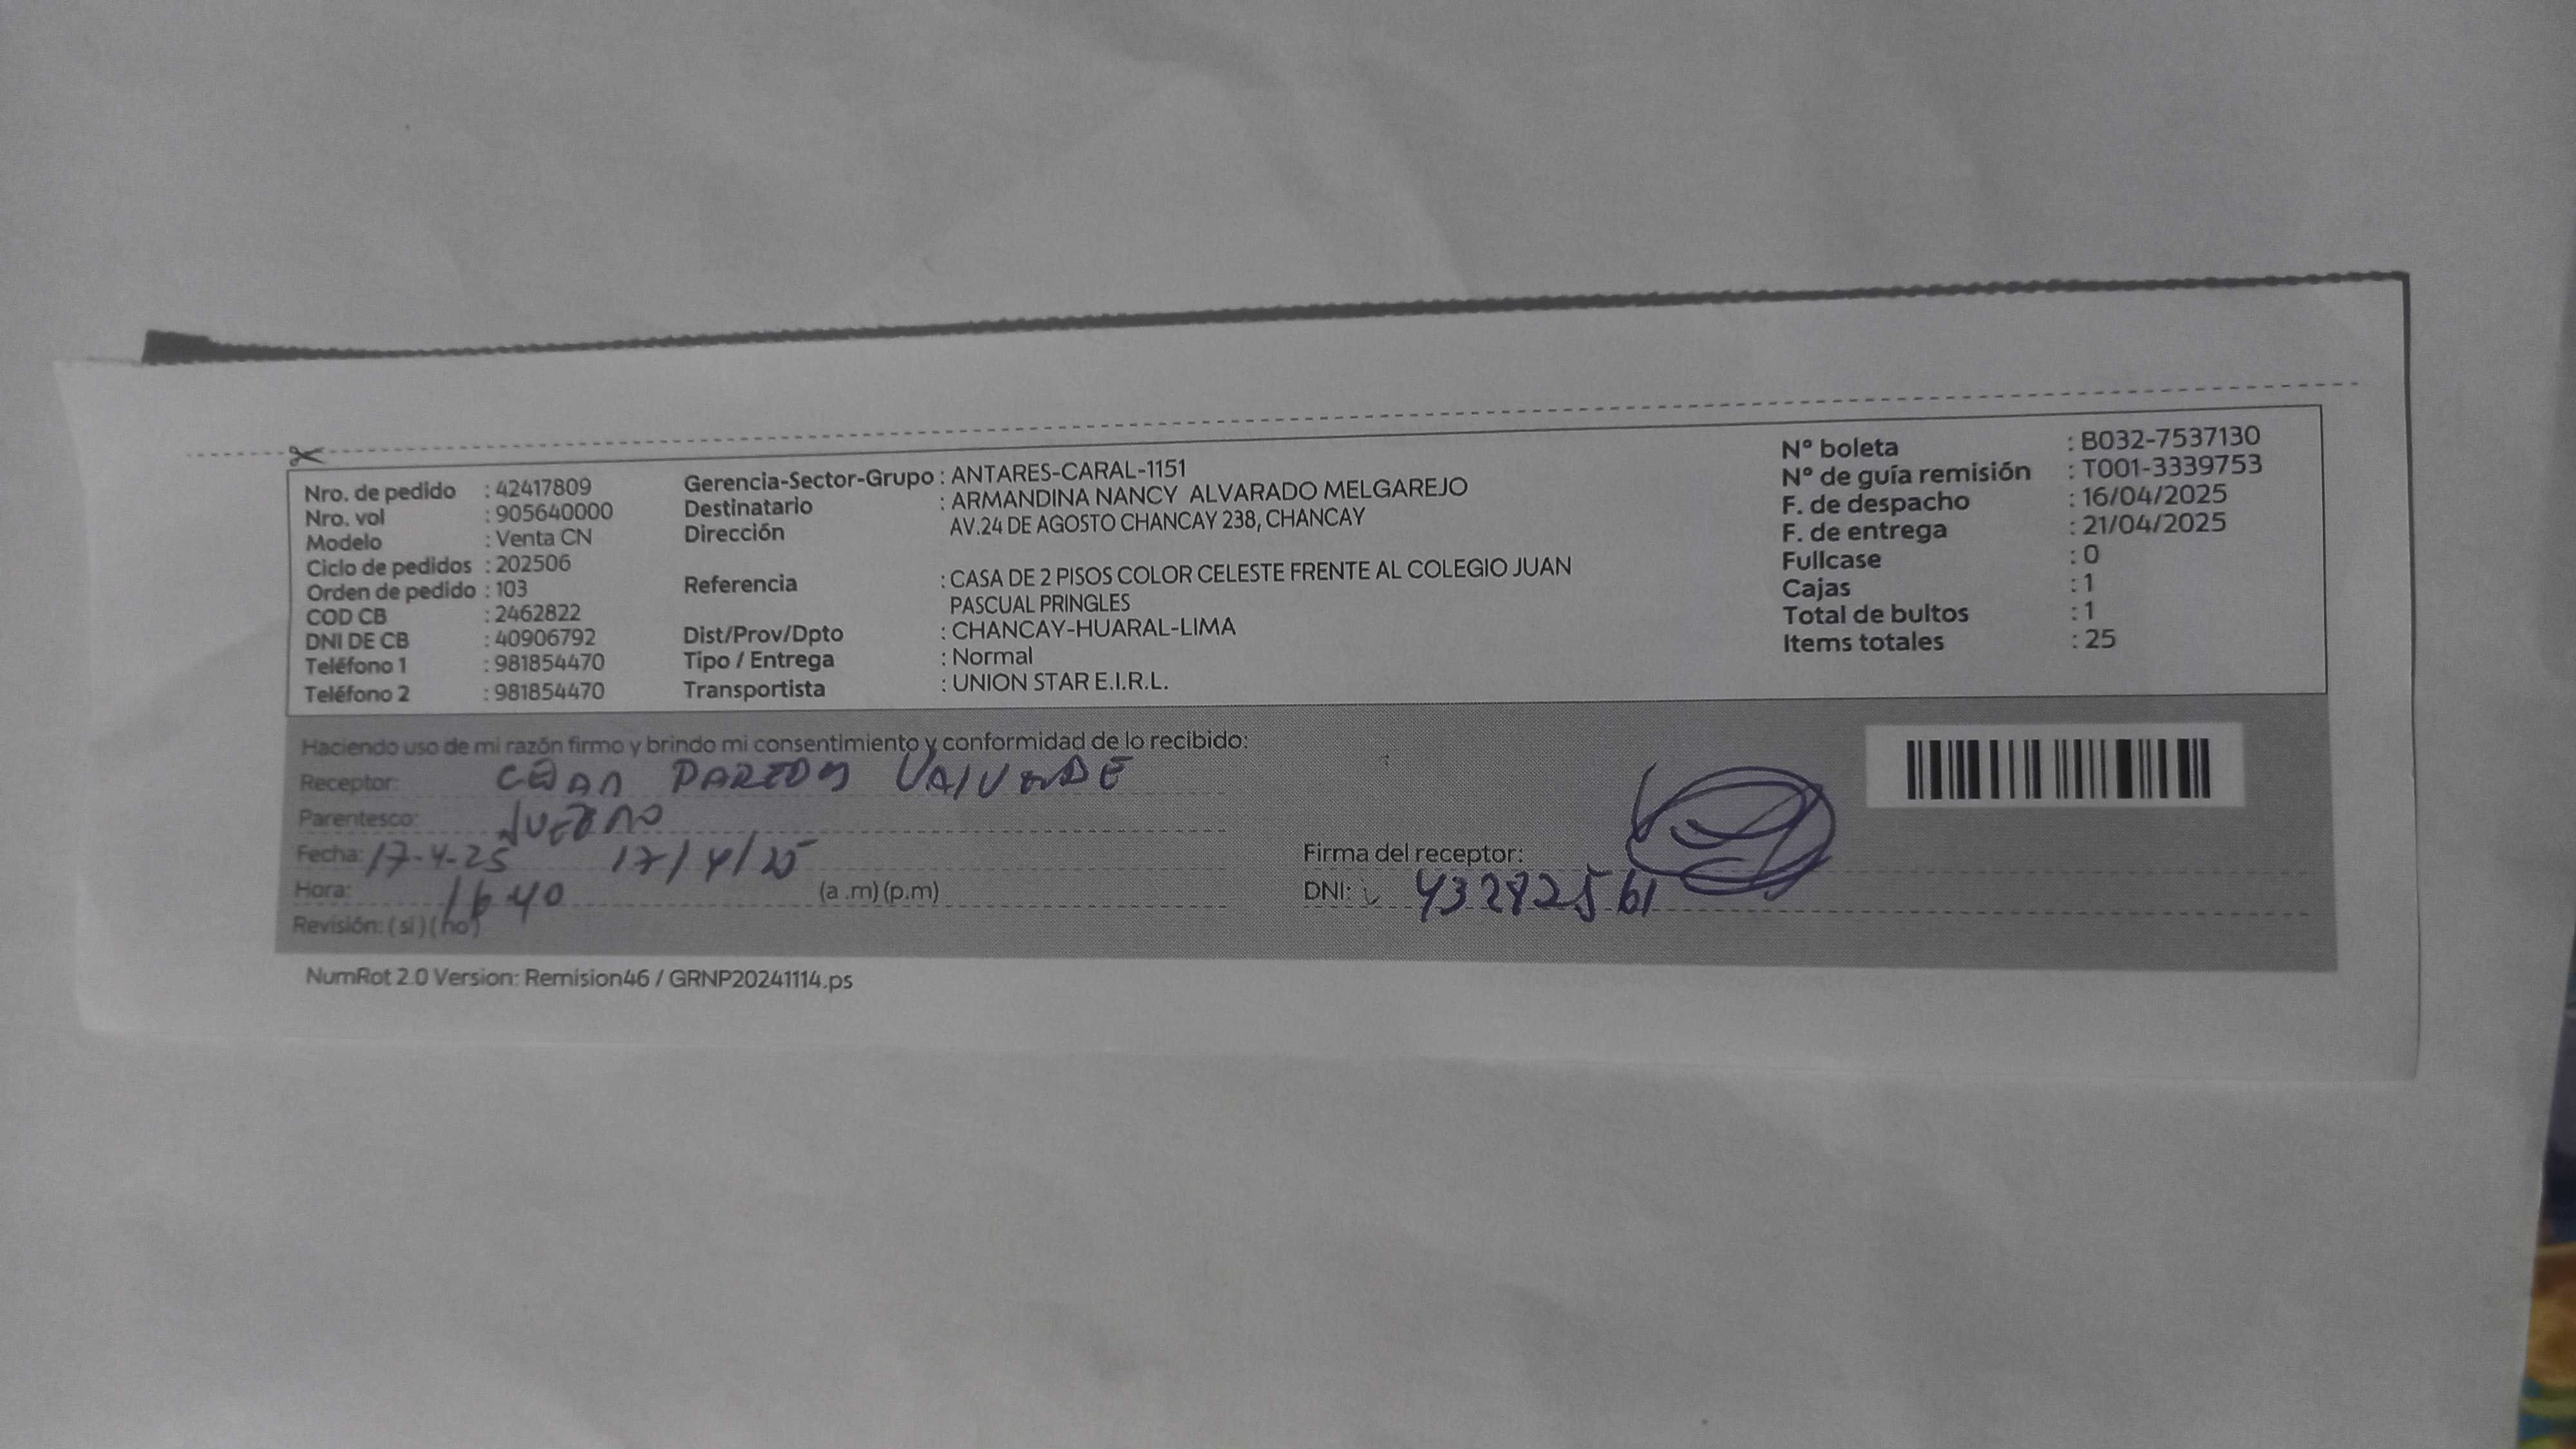 Nro. de pedido : 42417809
Nro. vol : 905640000
Modelo : Venta CN
Ciclo de pedidos : 202506
Orden de pedido : 103
COD CB : 2462822
DNI DE CB : 40906792
Teléfono 1 : 981854470
Teléfono 2 : 981854470
Gerencia-Sector-Grupo : ANTARES-CARAL-1151
Destinatario : ARMANDINA NANCY ALVARADO MELGAREJO
Dirección AV.24 DE AGOSTO CHANCAY 238, CHANCAY
Referencia : CASA DE 2 PISOS COLOR CELESTE FRENTE AL COLEGIO JUAN
PASCUAL PRINGLES
Dist/Prov/Dpto : CHANCAY-HUARAL-LIMA
Tipo / Entrega : Normal
Transportista : UNION STAR E.I.R.L.
N° boleta : B032-7537130
N° de guía remisión : T001-3339753
F. de despacho : 16/04/2025
F. de entrega : 21/04/2025
Fullcase : 0
Cajas : 1
Total de bultos : 1
Items totales : 25
Haciendo uso de mi razón firmo y brindo mi consentimiento y conformidad de lo recibido:
Receptor: PAREDES VALVERDE
Parentesco:
Fecha: 17-4-25 17/4/25
Hora: 16 40 (a .m) (p.m)
Revisión: (si) (no)
Firma del receptor:
DNI:
NumRot 2.0 Version: Remision46 / GRNP20241114.ps